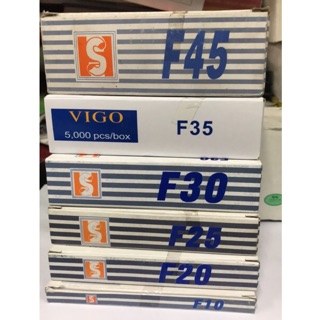 S F45
VIGO
5,000 pcs/box
F35
S F30
S F25
S F20
S F10